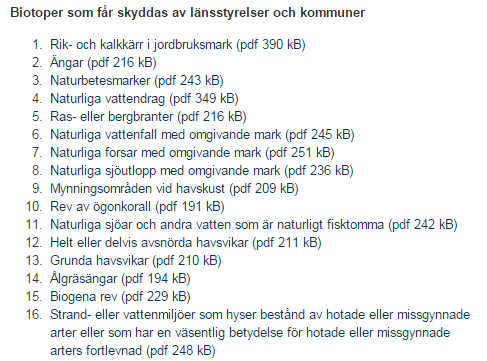 Biotoper som får skyddas av länsstyrelser och kommuner
1. Rik- och kalkkärr i jordbruksmark (pdf 390 kB)
2. Ängar (pdf 216 kB)
3. Naturbetesmarker (pdf 243 kB)
4. Naturliga vattendrag (pdf 349 kB)
5. Ras- eller bergbranter (pdf 216 kB)
6. Naturliga vattenfall med omgivande mark (pdf 245 kB)
7. Naturliga forsar med omgivande mark (pdf 251 kB)
8. Naturliga sjöutlopp med omgivande mark (pdf 236 kB)
9. Mynningsområden vid havskust (pdf 209 kB)
10. Rev av ögonkorall (pdf 191 kB)
11. Naturliga sjöar och andra vatten som är naturligt fisktomma (pdf 242 kB)
12. Helt eller delvis avsnörda havsvikar (pdf 211 kB)
13. Grunda havsvikar (pdf 210 kB)
14. Ålgräsängar (pdf 194 kB)
15. Biogena rev (pdf 229 kB)
16. Strand- eller vattenmiljöer som hyser bestånd av hotade eller missgynnade
arter eller som har en väsentlig betydelse för hotade eller missgynnade
arters fortlevnad (pdf 248 kB)